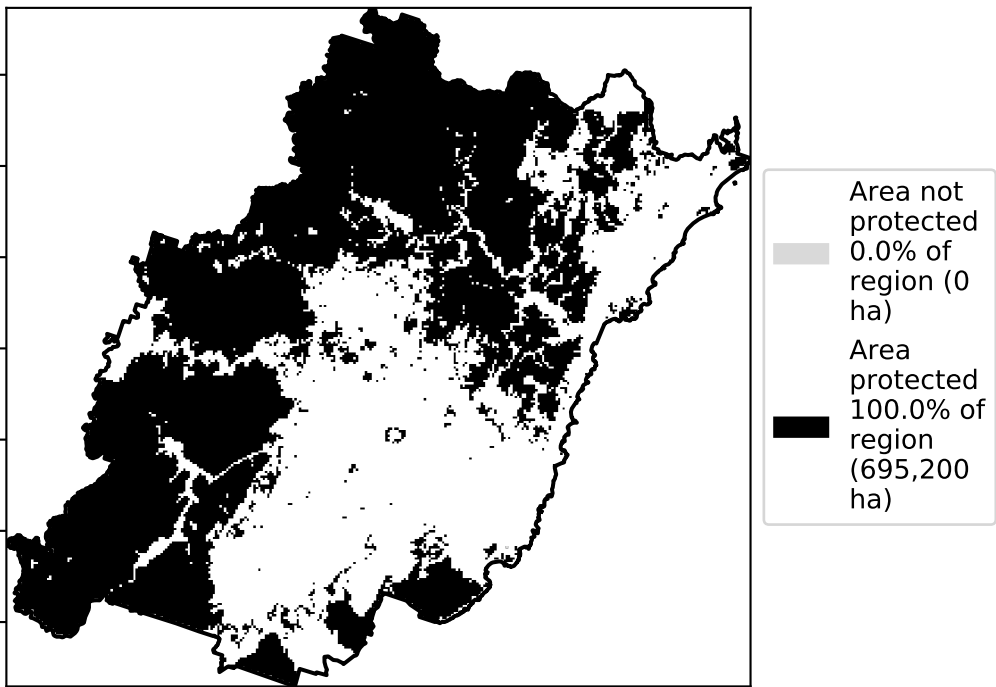 Area not
protected
0.0% of
region (0
ha)
Area
protected
100.0% of
region
(695,200
ha)